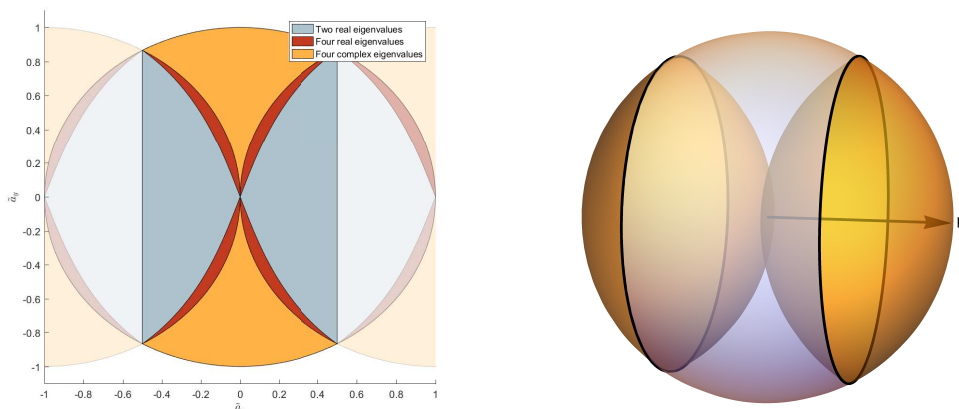 Two real eigenvalues
Four real eigenvalues
Four complex eigenvalues
1
0.8
0.6
0.4
0.2
0
-0.2
-0.4
-0.6
-0.8
-1
-1 -0.8 -0.6 -0.4 -0.2 0 0.2 0.4 0.6 0.8 1